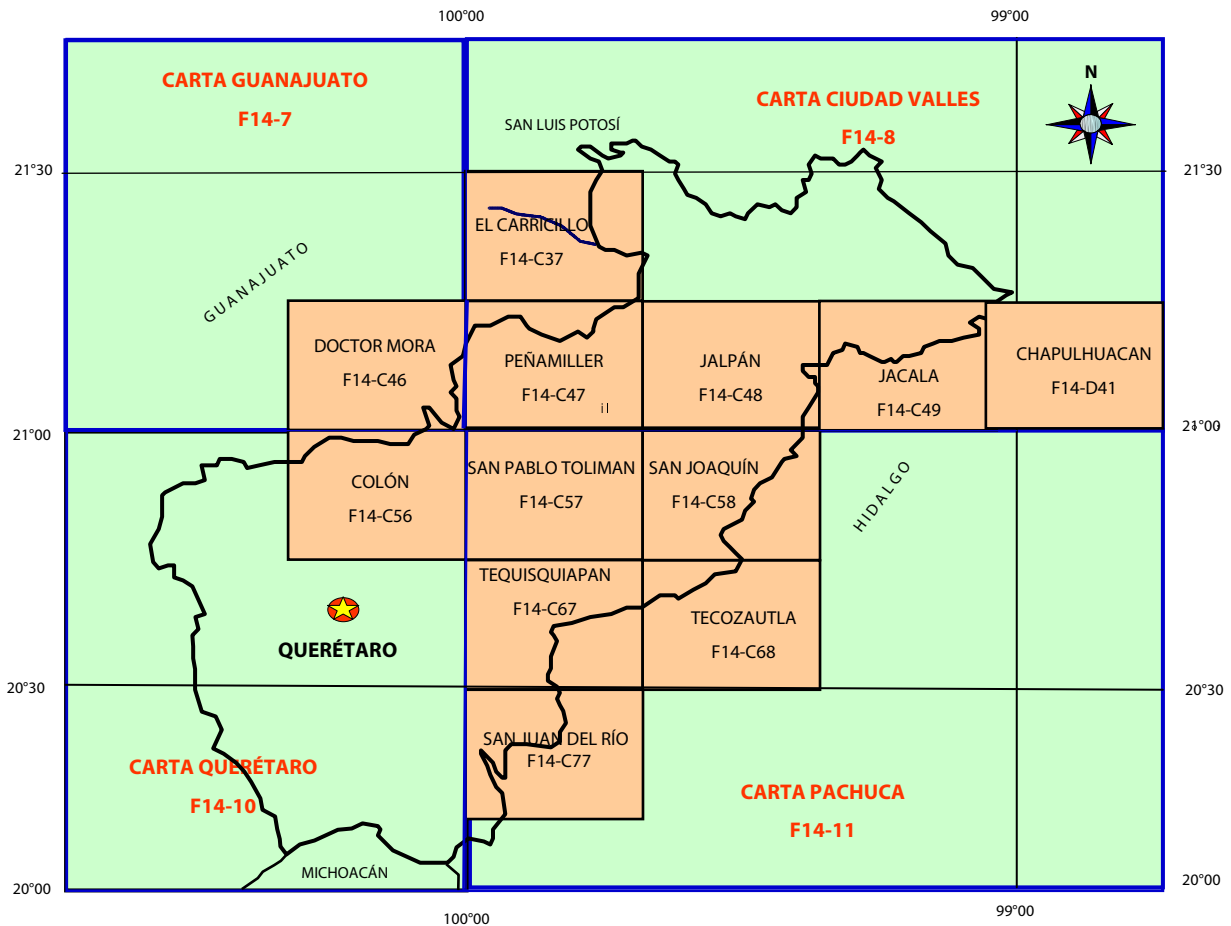 100°00
99°00
CARTA GUANAJUATO
F14-7
CARTA CIUDAD VALLES
F14-8
N
SAN LUIS POTOSÍ
21°30
21°30
EL CARRICILLO
F14-C37
GUANAJUATO
DOCTOR MORA
F14-C46
PEÑAMILLER
F14-C47
JALPÁN
F14-C48
JACALA
F14-C49
CHAPULHUACAN
F14-D41
21°00
21°00
COLÓN
F14-C56
SAN PABLO TOLIMAN
F14-C57
SAN JOAQUÍN
F14-C58
HIDALGO
TEQUISQUIAPAN
F14-C67
TECOZAUTLA
F14-C68
QUERÉTARO
20°30
20°30
SAN JUAN DEL RÍO
F14-C77
CARTA QUERÉTARO
F14-10
CARTA PACHUCA
F14-11
MICHOACÁN
20°00
20°00
100°00
99°00